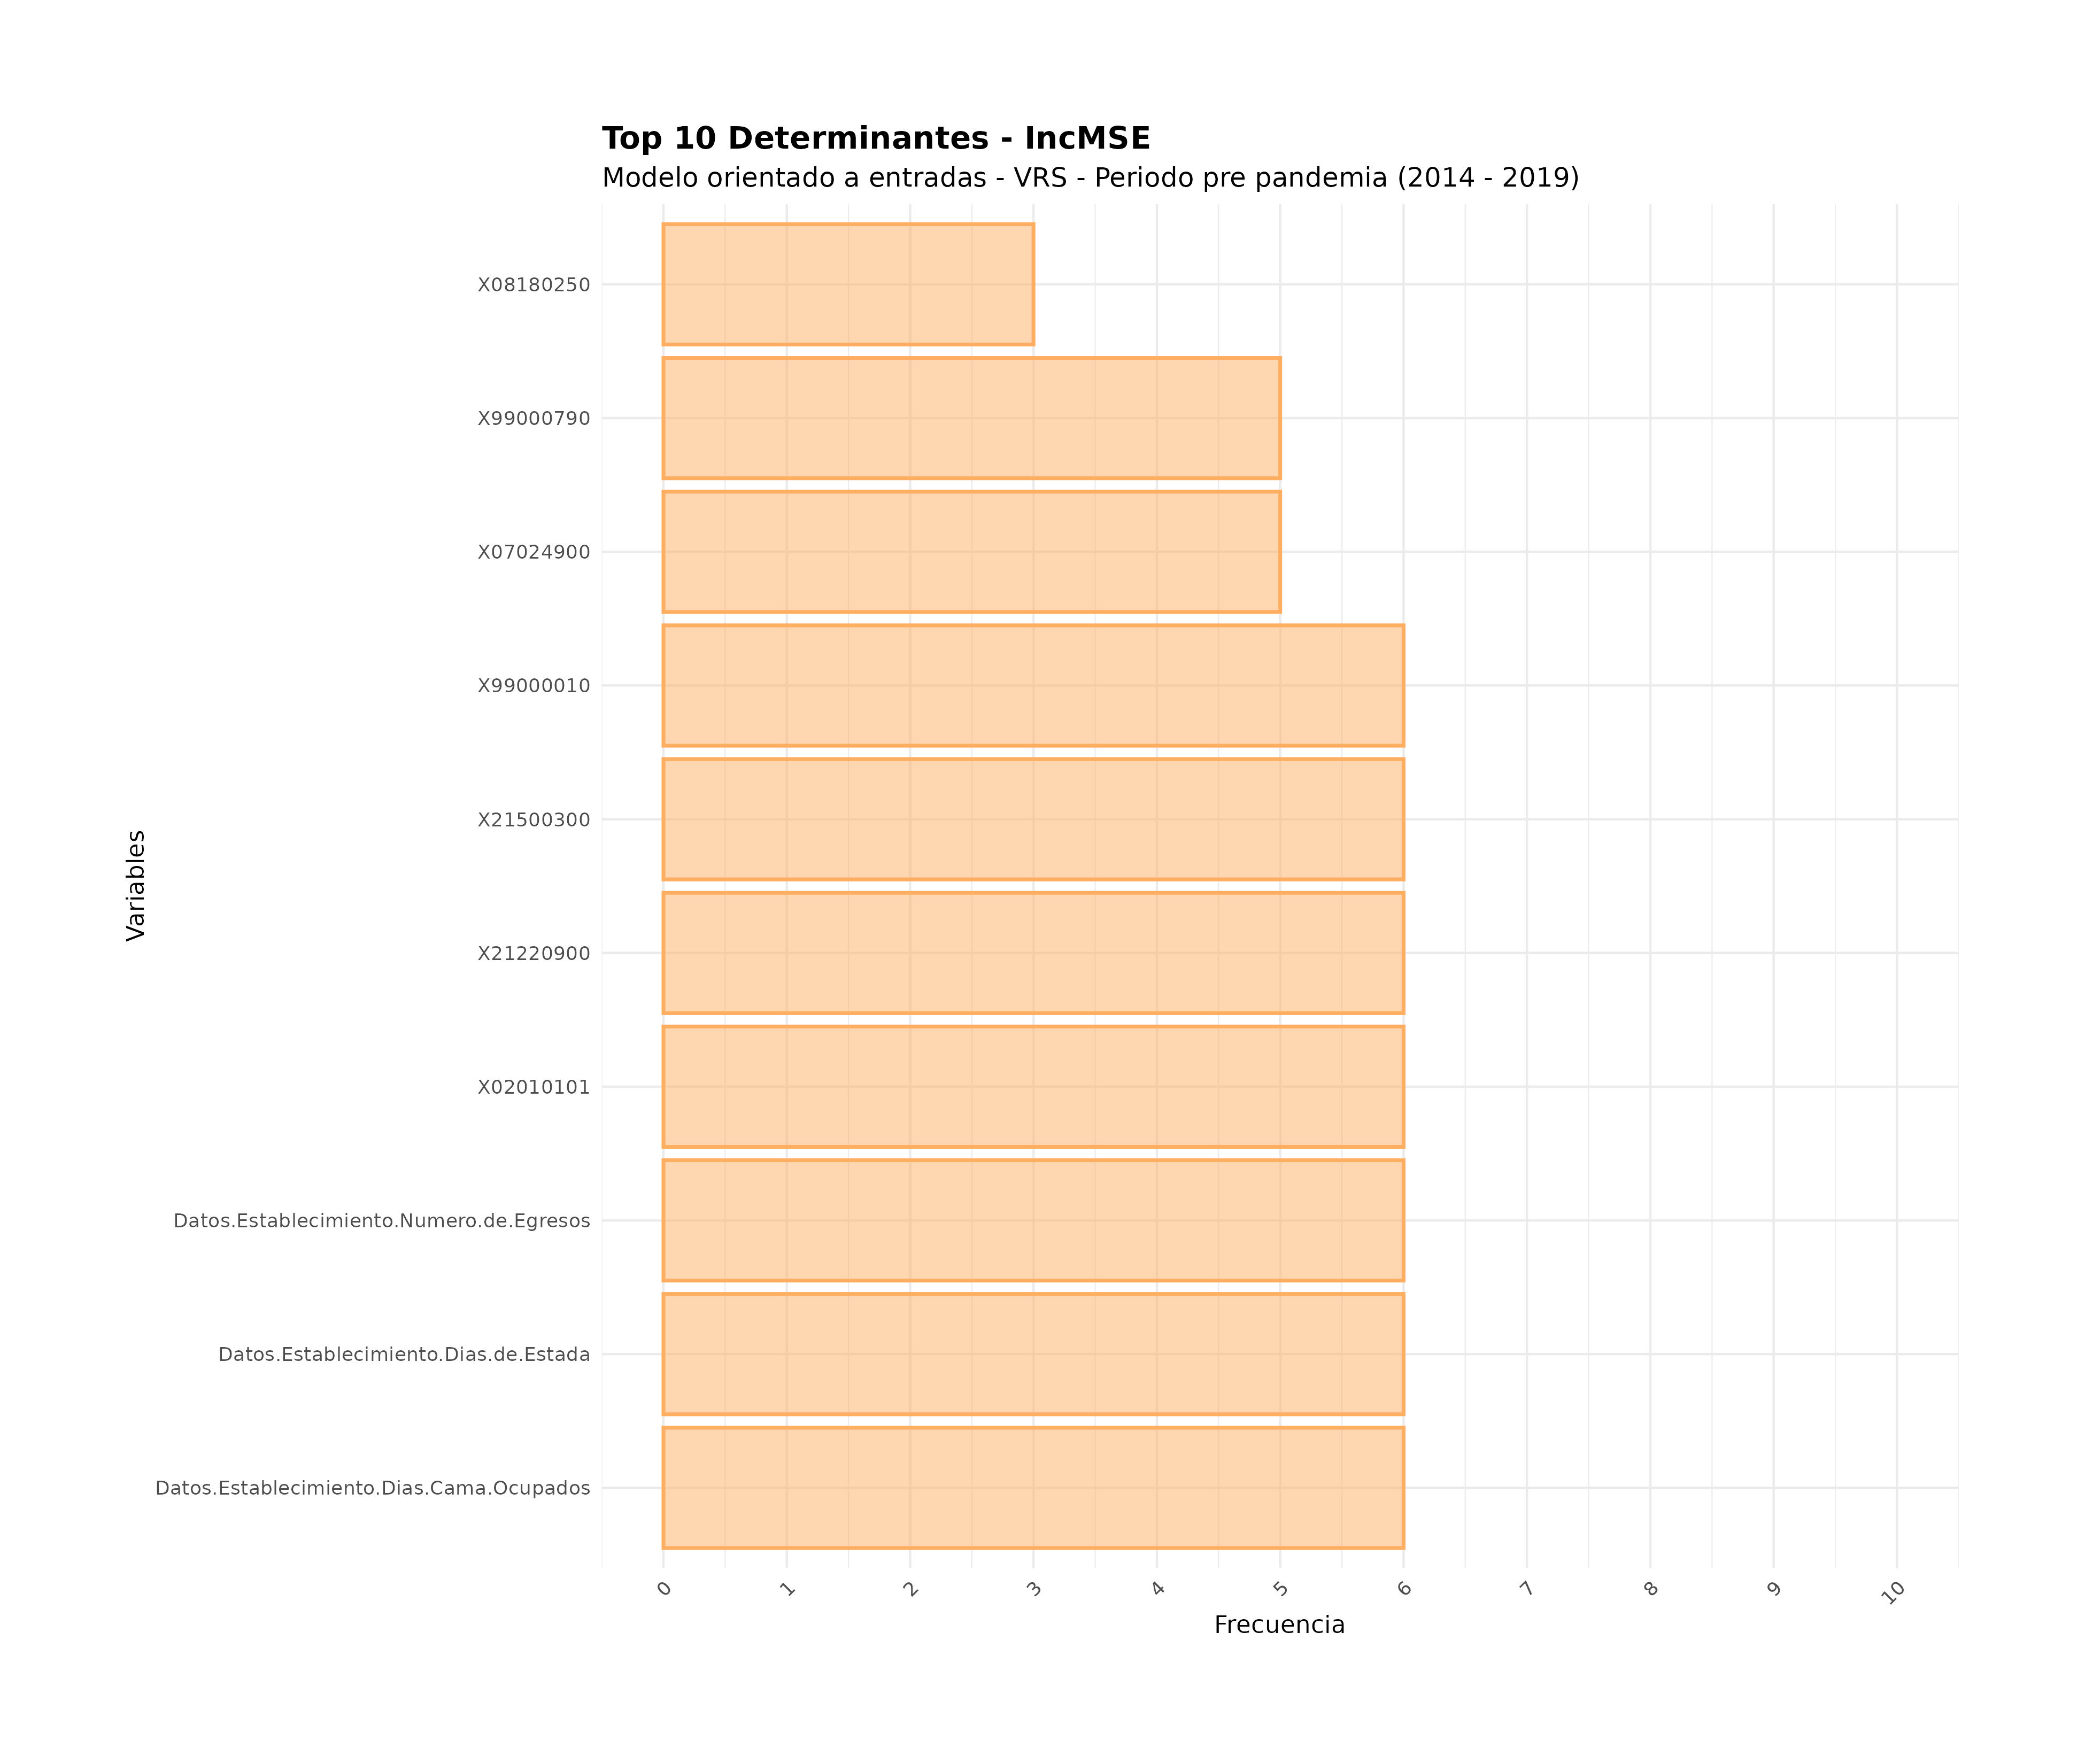 Top 10 Determinantes - IncMSE
Modelo orientado a entradas - VRS - Periodo pre pandemia (2014 - 2019)
Variables
X08180250
X99000790
X07024900
X99000010
X21500300
X21220900
X02010101
Datos.Establecimiento.Numero.de.Egresos
Datos.Establecimiento.Dias.de.Estada
Datos.Establecimiento.Dias.Cama.Ocupados
0 1 2 3 4 5 6 7 8 9 10
Frecuencia